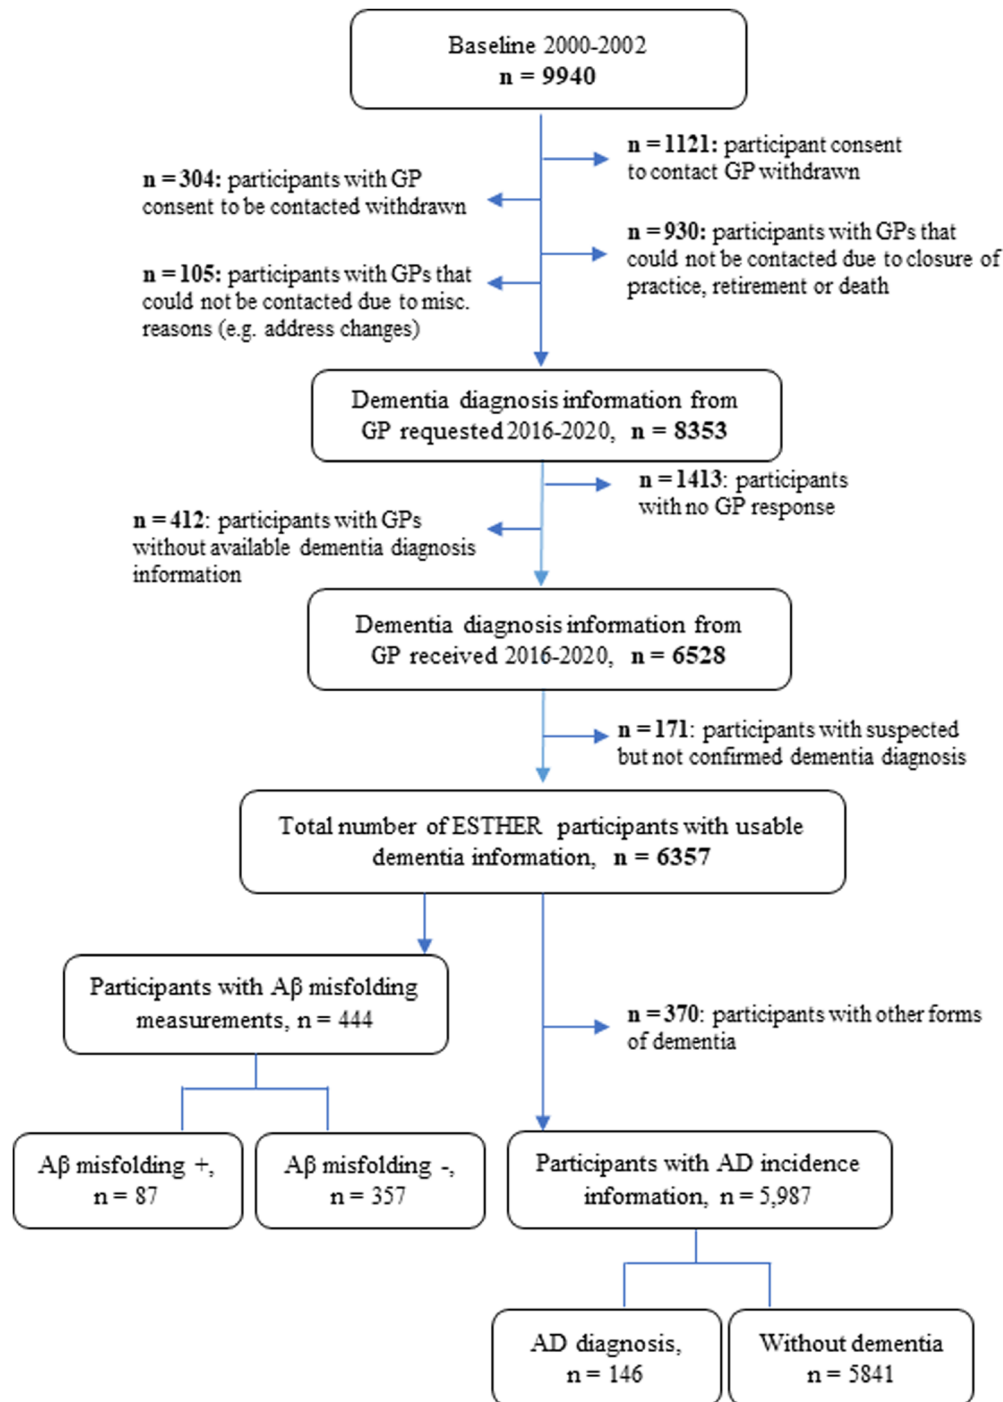 Baseline 2000-2002
n = 9940
n = 1121: participant consent
to contact GP withdrawn
n = 304: participants with GP
consent to be contacted withdrawn
n = 930: participants with GPs that
could not be contacted due to closure of
practice, retirement or death
n = 105: participants with GPs that
could not be contacted due to misc.
reasons (e.g. address changes)
Dementia diagnosis information from
GP requested 2016-2020, n = 8353
n = 1413: participants
with no GP response
n = 412: participants with GPs
without available dementia diagnosis
information
Dementia diagnosis information from
GP received 2016-2020, n = 6528
n = 171: participants with suspected
but not confirmed dementia diagnosis
Total number of ESTHER participants with usable
dementia information, n = 6357
Participants with Aβ misfolding
measurements, n = 444
n = 370: participants with other forms
of dementia
Aβ misfolding +,
n = 87
Aβ misfolding -,
n = 357
Participants with AD incidence
information, n = 5,987
AD diagnosis,
n = 146
Without dementia
n = 5841